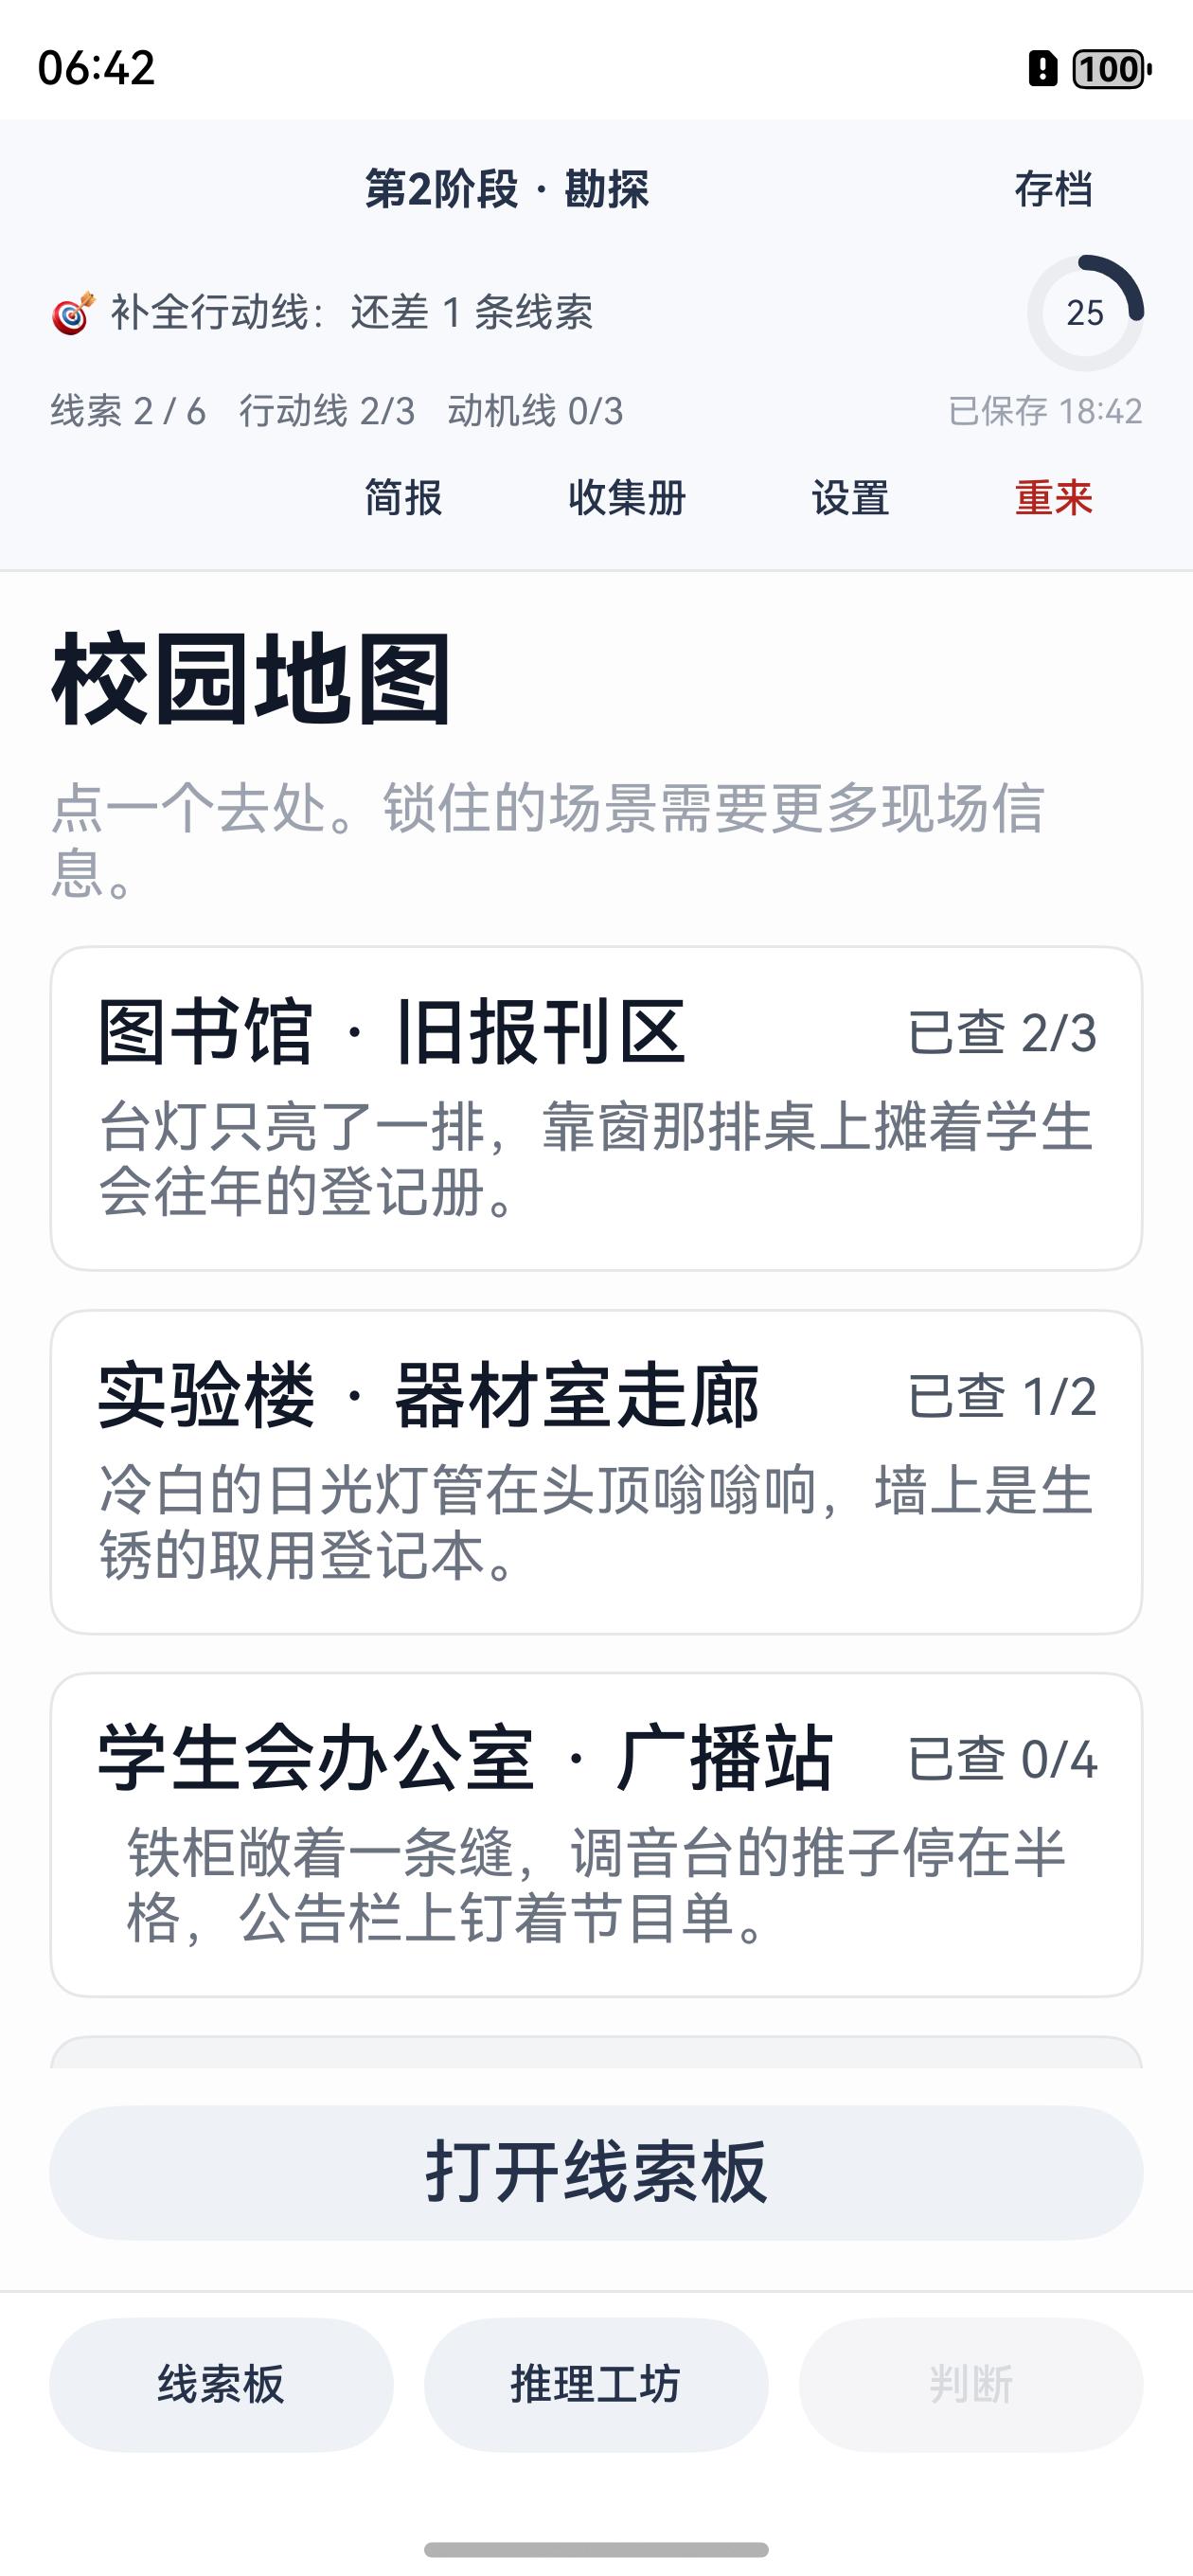 06:42
100
第2阶段 · 勘探
存档
补全行动线：还差 1 条线索
25
线索 2 / 6 行动线 2/3 动机线 0/3
已保存 18:42
简报 收集册 设置 重来
校园地图
点一个去处。锁住的场景需要更多现场信
息。
图书馆 · 旧报刊区
已查 2/3
台灯只亮了一排，靠窗那排桌上摊着学生
会往年的登记册。
实验楼 · 器材室走廊
已查 1/2
冷白的日光灯管在头顶嗡嗡响，墙上是生
锈的取用登记本。
学生会办公室 · 广播站
已查 0/4
铁柜敞着一条缝，调音台的推子停在半
格，公告栏上钉着节目单。
打开线索板
线索板
推理工坊
判断